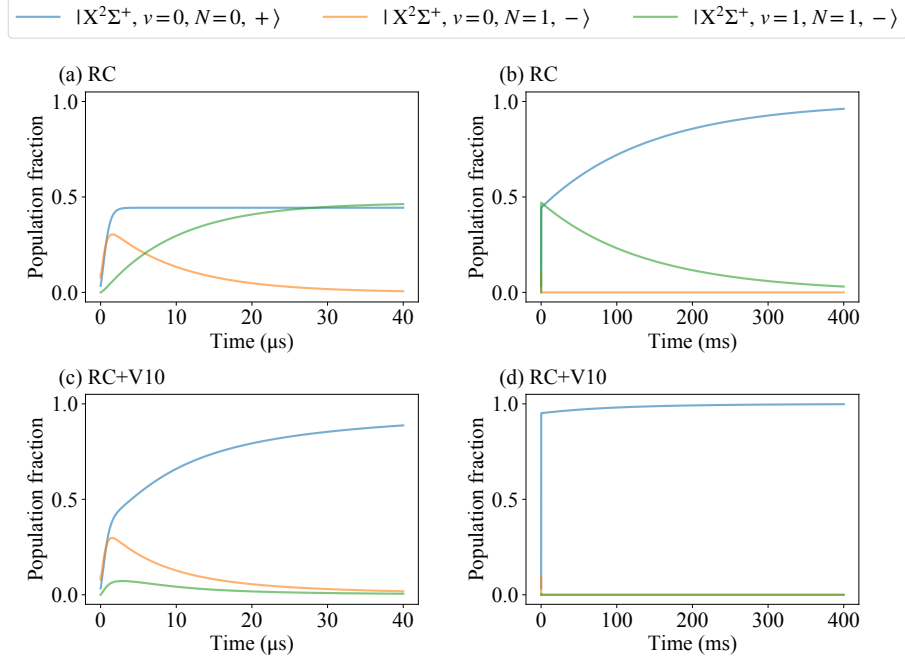 |X²Σ⁺, v=0, N=0, +⟩ |X²Σ⁺, v=0, N=1, −⟩ |X²Σ⁺, v=1, N=1, −⟩
(a) RC
Population fraction
1.0
0.5
0.0
0 10 20 30 40
Time (μs)
(b) RC
Population fraction
1.0
0.5
0.0
0 100 200 300 400
Time (ms)
(c) RC+V10
Population fraction
1.0
0.5
0.0
0 10 20 30 40
Time (μs)
(d) RC+V10
Population fraction
1.0
0.5
0.0
0 100 200 300 400
Time (ms)